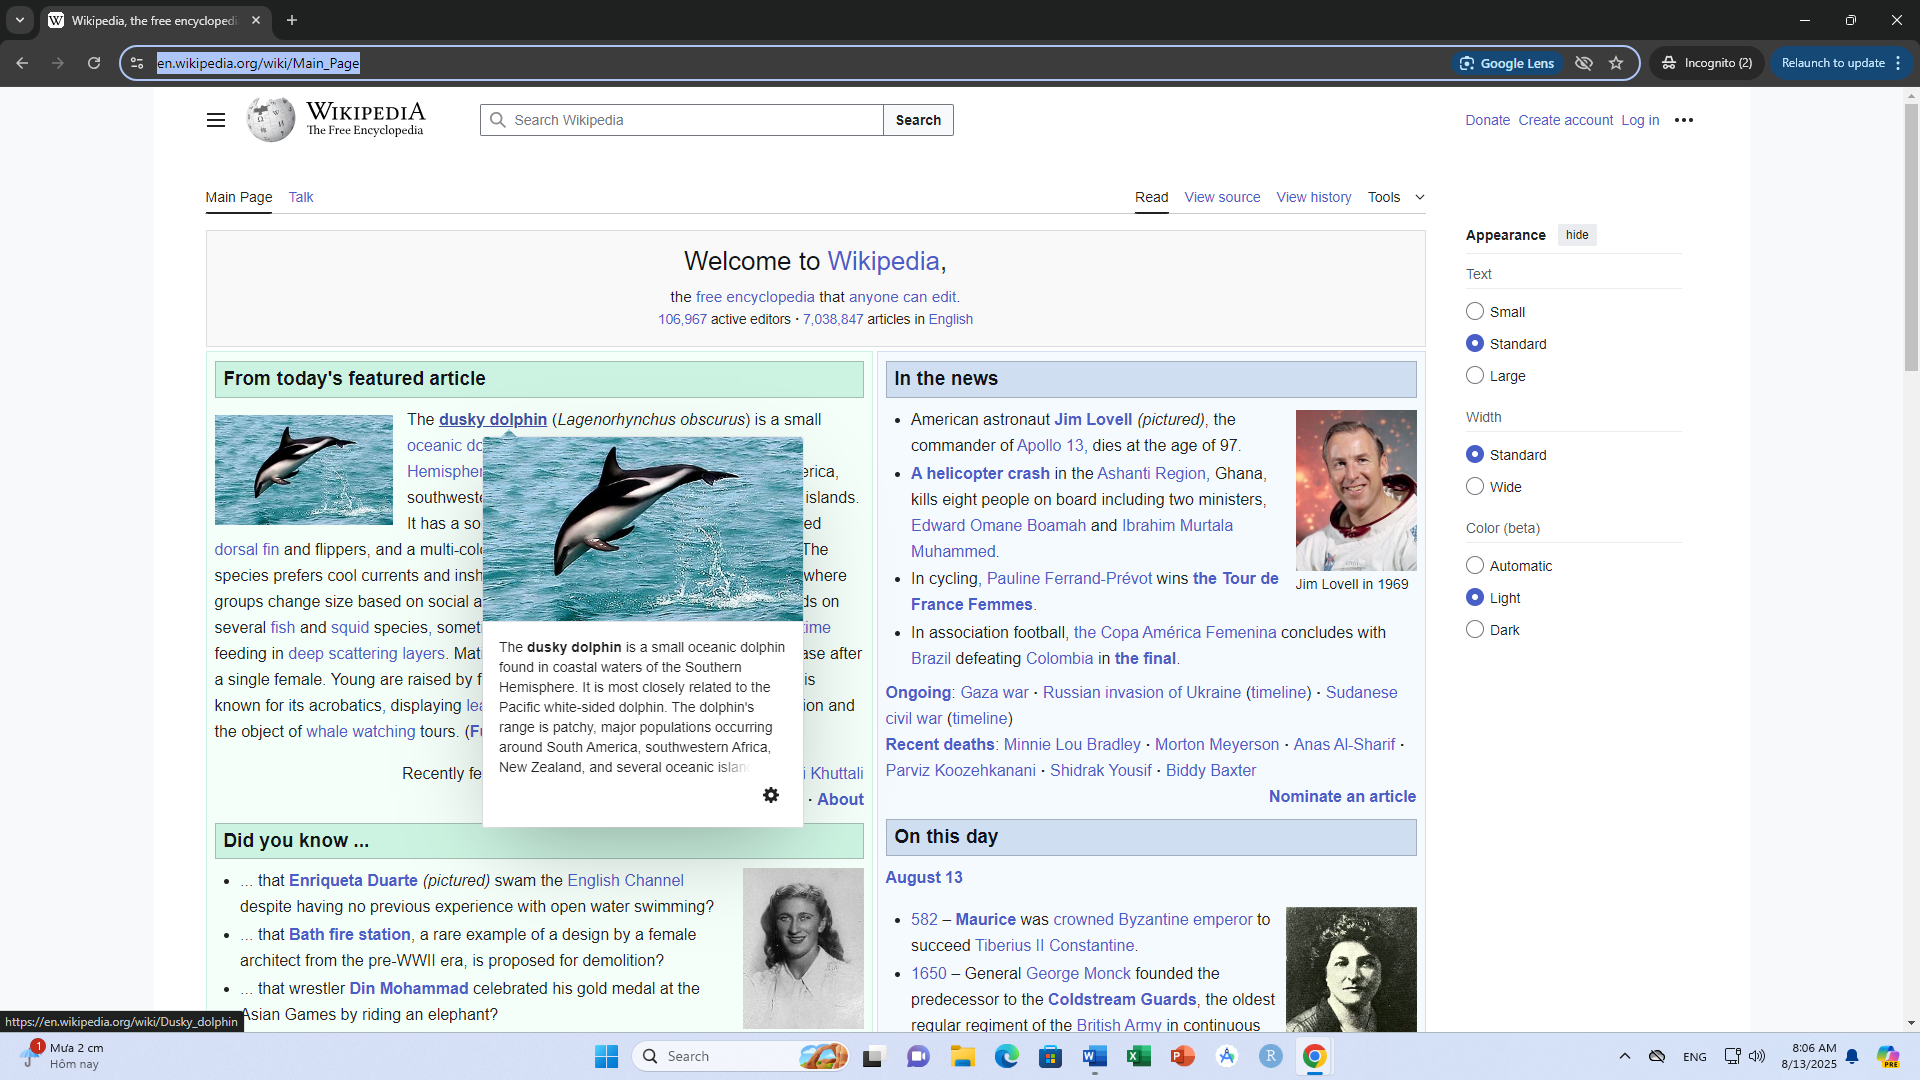 Wikipedia, the free encyclopedi
en.wikipedia.org/wiki/Main_Page
Google Lens
Incognito (2)
Relaunch to update
WIKIPEDIA
The Free Encyclopedia
Search Wikipedia
Search
Donate Create account Log in
Main Page Talk
Read View source View history Tools
Welcome to Wikipedia,
the free encyclopedia that anyone can edit.
106,967 active editors · 7,038,847 articles in English
From today's featured article
The dusky dolphin (Lagenorhynchus obscurus) is a small
oceanic do
Hemispher erica,
southweste islands.
It has a so ed
dorsal fin and flippers, and a multi-col The
species prefers cool currents and insh where
groups change size based on social a ds on
several fish and squid species, somet time
feeding in deep scattering layers. Mat ase after
a single female. Young are raised by f is
known for its acrobatics, displaying lea ion and
the object of whale watching tours. (Fu
Recently fe i Khuttali
· About
The dusky dolphin is a small oceanic dolphin
found in coastal waters of the Southern
Hemisphere. It is most closely related to the
Pacific white-sided dolphin. The dolphin's
range is patchy, major populations occurring
around South America, southwestern Africa,
New Zealand, and several oceanic islan
Did you know ...
... that Enriqueta Duarte (pictured) swam the English Channel
despite having no previous experience with open water swimming?
... that Bath fire station, a rare example of a design by a female
architect from the pre-WWII era, is proposed for demolition?
... that wrestler Din Mohammad celebrated his gold medal at the
Asian Games by riding an elephant?
In the news
American astronaut Jim Lovell (pictured), the
commander of Apollo 13, dies at the age of 97.
A helicopter crash in the Ashanti Region, Ghana,
kills eight people on board including two ministers,
Edward Omane Boamah and Ibrahim Murtala
Muhammed.
In cycling, Pauline Ferrand-Prévot wins the Tour de
France Femmes.
In association football, the Copa América Femenina concludes with
Brazil defeating Colombia in the final.
Jim Lovell in 1969
Ongoing: Gaza war · Russian invasion of Ukraine (timeline) · Sudanese
civil war (timeline)
Recent deaths: Minnie Lou Bradley · Morton Meyerson · Anas Al-Sharif ·
Parviz Koozehkanani · Shidrak Yousif · Biddy Baxter
Nominate an article
On this day
August 13
582 – Maurice was crowned Byzantine emperor to
succeed Tiberius II Constantine.
1650 – General George Monck founded the
predecessor to the Coldstream Guards, the oldest
regular regiment of the British Army in continuous
Appearance hide
Text
Small
Standard
Large
Width
Standard
Wide
Color (beta)
Automatic
Light
Dark
https://en.wikipedia.org/wiki/Dusky_dolphin
1
Mưa 2 cm
Hôm nay
Search
ENG
8:06 AM
8/13/2025